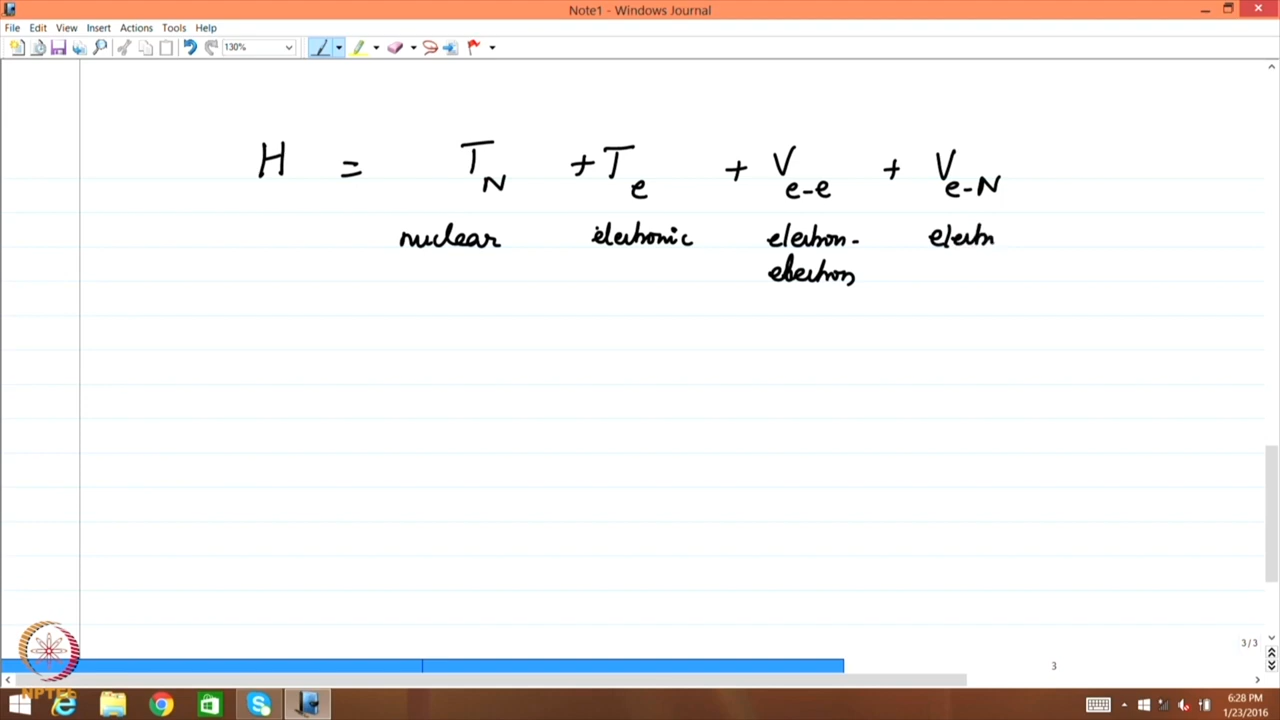 Note1 - Windows Journal
File Edit View Insert Actions Tools Help
130%
H = T_N + T_e + V_e-e + V_e-N
nuclear electronic electron- electn
electron
3/3
3
NPTEL
6:28 PM
1/23/2016